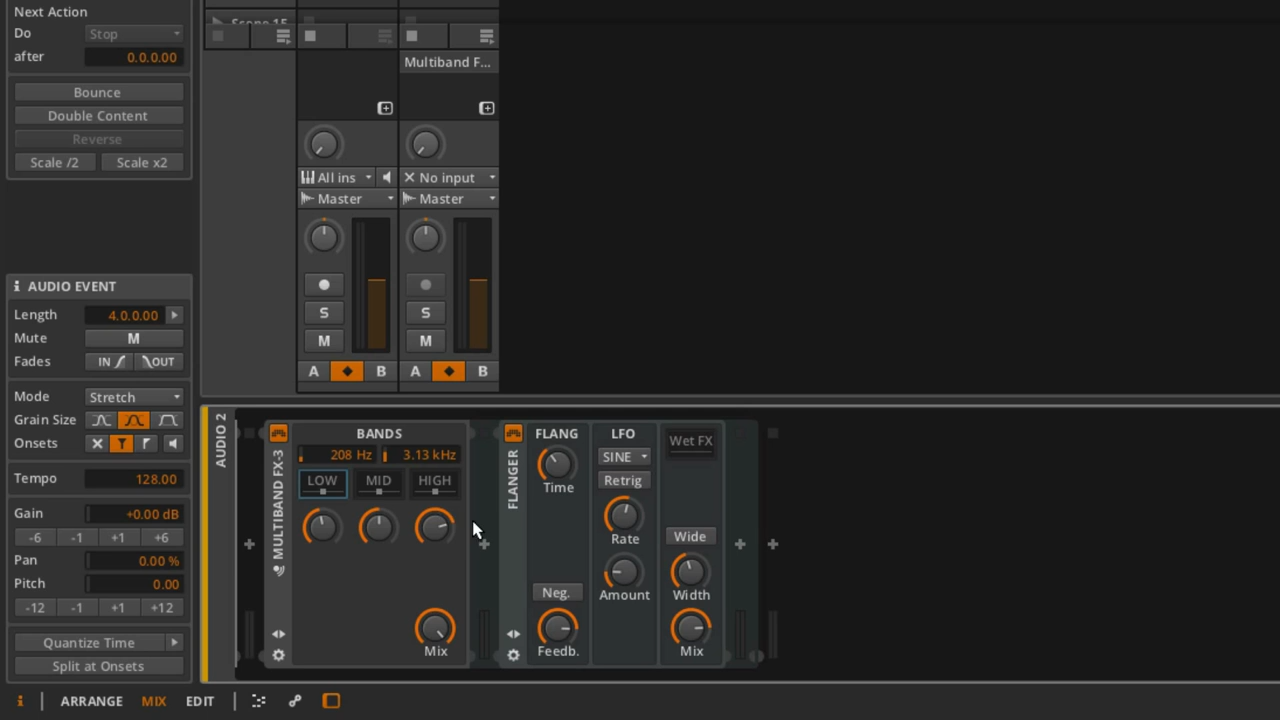 Next Action
Do Stop
after 0.0.0.00
Bounce
Double Content
Reverse
Scale /2 Scale x2
AUDIO EVENT
Length 4.0.0.00
Mute M
Fades IN OUT
Mode Stretch
Grain Size
Onsets
Tempo 128.00
Gain +0.00 dB
-6 -1 +1 +6
Pan 0.00 %
Pitch 0.00
-12 -1 +1 +12
Quantize Time
Split at Onsets
Scene 15
Multiband F...
All ins No input
Master Master
S S
M M
A B A B
AUDIO 2
MULTIBAND FX-3
BANDS
208 Hz 3.13 kHz
LOW MID HIGH
Mix
FLANGER
FLANG
Time
Neg.
Feedb.
LFO
SINE
Retrig
Rate
Amount
Wet FX
Wide
Width
Mix
i ARRANGE MIX EDIT